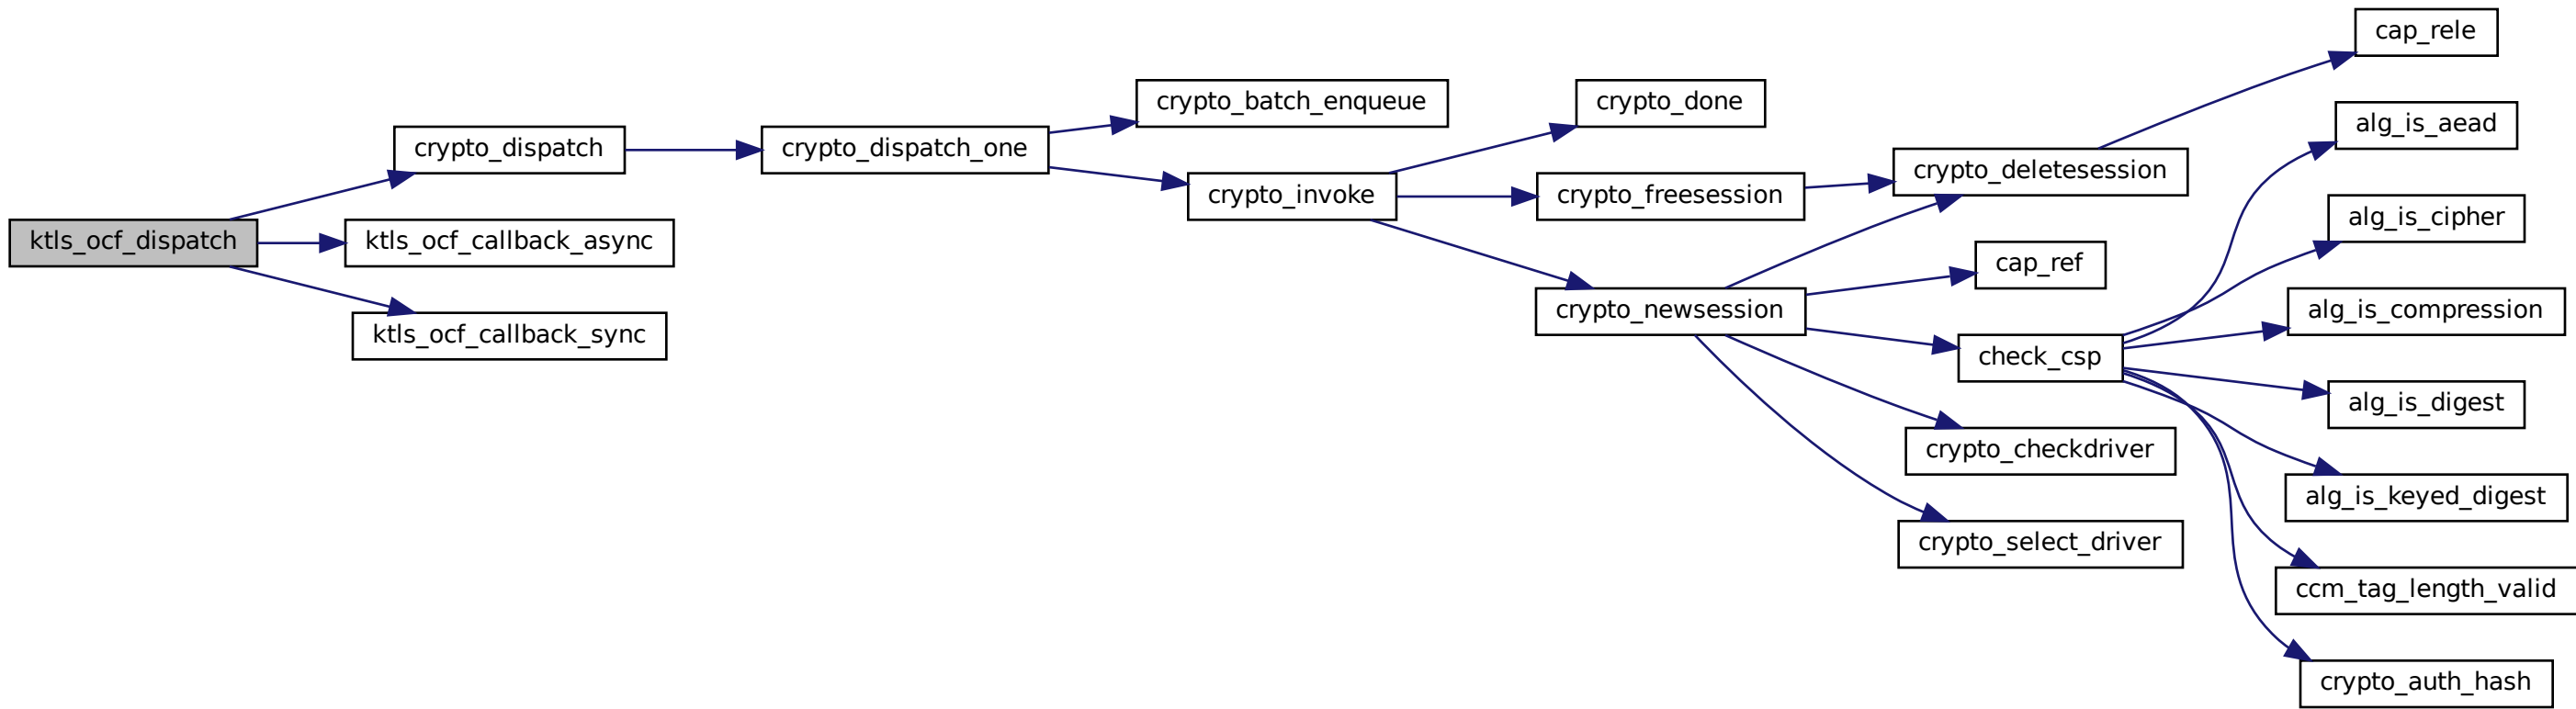 ktls_ocf_dispatch
crypto_dispatch
ktls_ocf_callback_async
ktls_ocf_callback_sync
crypto_dispatch_one
crypto_batch_enqueue
crypto_invoke
crypto_done
crypto_freesession
crypto_newsession
crypto_deletesession
cap_ref
check_csp
crypto_checkdriver
crypto_select_driver
cap_rele
alg_is_aead
alg_is_cipher
alg_is_compression
alg_is_digest
alg_is_keyed_digest
ccm_tag_length_valid
crypto_auth_hash